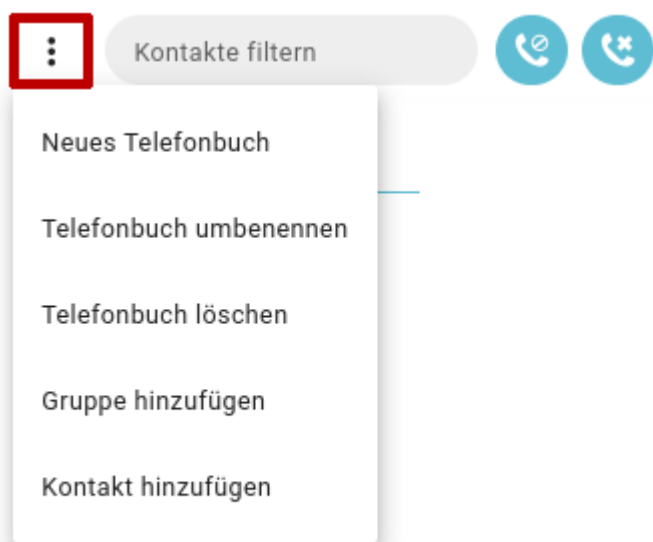 Kontakte filtern
Neues Telefonbuch
Telefonbuch umbenennen
Telefonbuch löschen
Gruppe hinzufügen
Kontakt hinzufügen